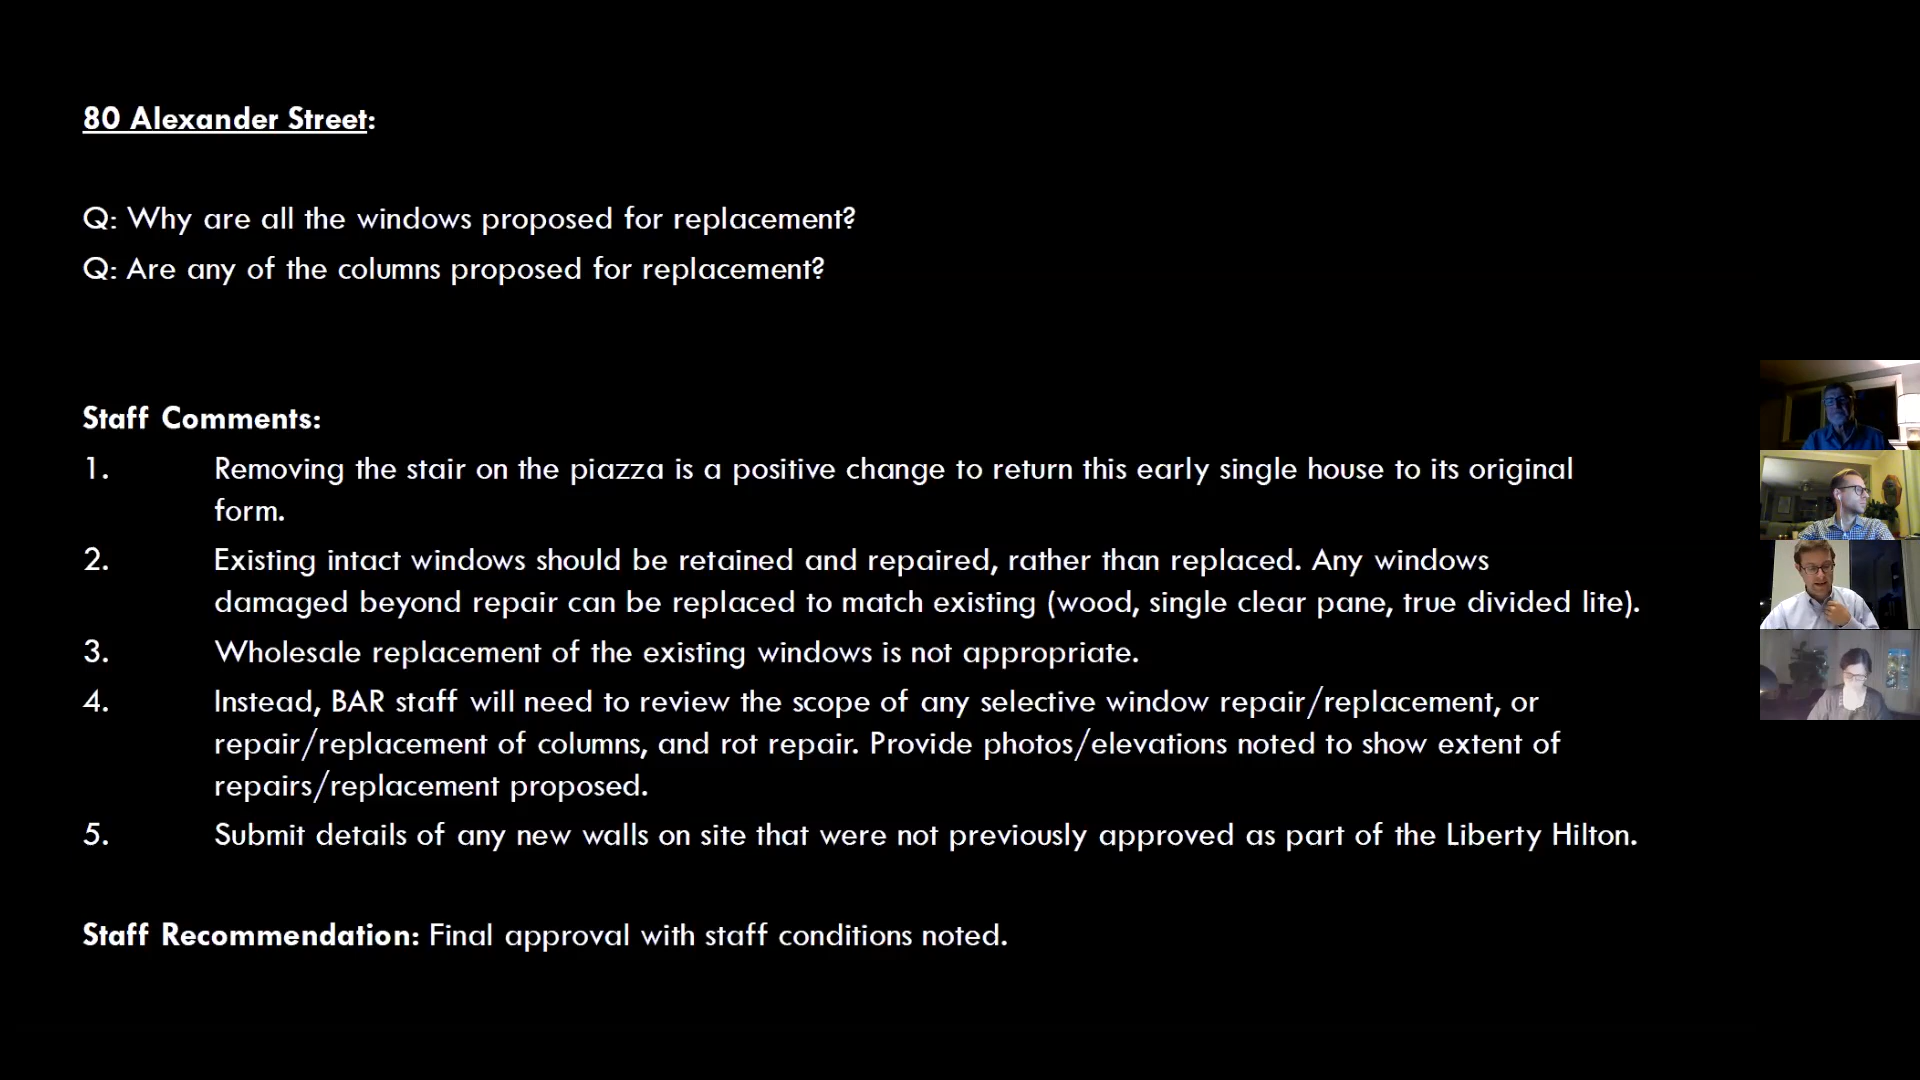 80 Alexander Street:
Q: Why are all the windows proposed for replacement?
Q: Are any of the columns proposed for replacement?
Staff Comments:
1. Removing the stair on the piazza is a positive change to return this early single house to its original
form.
2. Existing intact windows should be retained and repaired, rather than replaced. Any windows
damaged beyond repair can be replaced to match existing (wood, single clear pane, true divided lite).
3. Wholesale replacement of the existing windows is not appropriate.
4. Instead, BAR staff will need to review the scope of any selective window repair/replacement, or
repair/replacement of columns, and rot repair. Provide photos/elevations noted to show extent of
repairs/replacement proposed.
5. Submit details of any new walls on site that were not previously approved as part of the Liberty Hilton.
Staff Recommendation: Final approval with staff conditions noted.